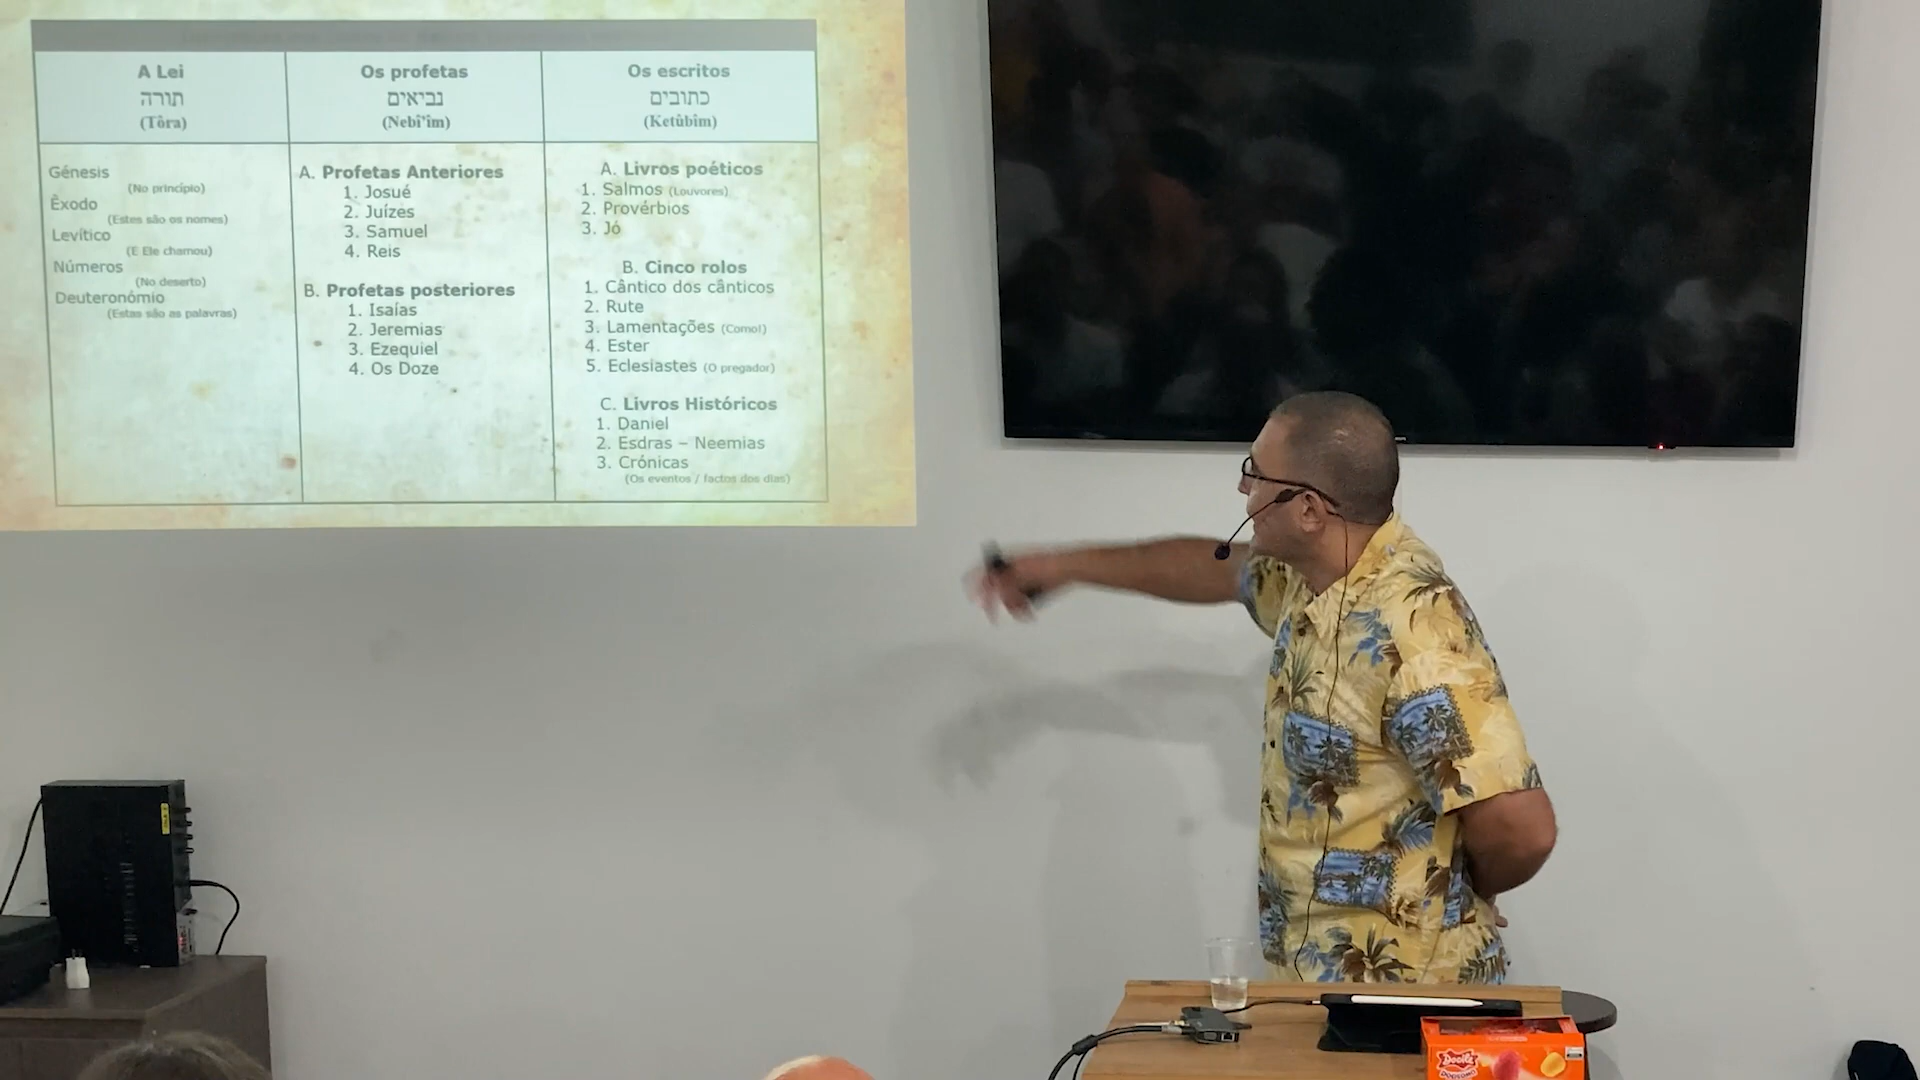 A Lei
תורה
(Tôra)
Génesis
(No princípio)
Êxodo
(Estes são os nomes)
Levítico
(E Ele chamou)
Números
(No deserto)
Deuteronómio
(Estas são as palavras)
Os profetas
נביאים
(Nebî'îm)
A. Profetas Anteriores
1. Josué
2. Juízes
3. Samuel
4. Reis
B. Profetas posteriores
1. Isaías
2. Jeremias
3. Ezequiel
4. Os Doze
Os escritos
כתובים
(Ketûbîm)
A. Livros poéticos
1. Salmos (Louvores)
2. Provérbios
3. Jó
B. Cinco rolos
1. Cântico dos cânticos
2. Rute
3. Lamentações (Como!)
4. Ester
5. Eclesiastes (O pregador)
C. Livros Históricos
1. Daniel
2. Esdras – Neemias
3. Crónicas
(Os eventos / factos dos dias)
Docile